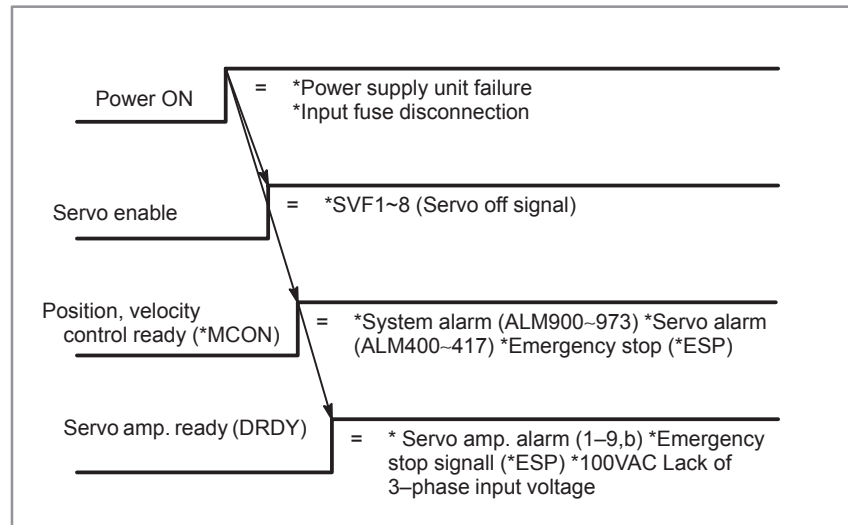 Power ON
= *Power supply unit failure
*Input fuse disconnection
Servo enable
= *SVF1~8 (Servo off signal)
Position, velocity
control ready (*MCON)
= *System alarm (ALM900~973) *Servo alarm
(ALM400~417) *Emergency stop (*ESP)
Servo amp. ready (DRDY)
= * Servo amp. alarm (1–9,b) *Emergency
stop signall (*ESP) *100VAC Lack of
3–phase input voltage